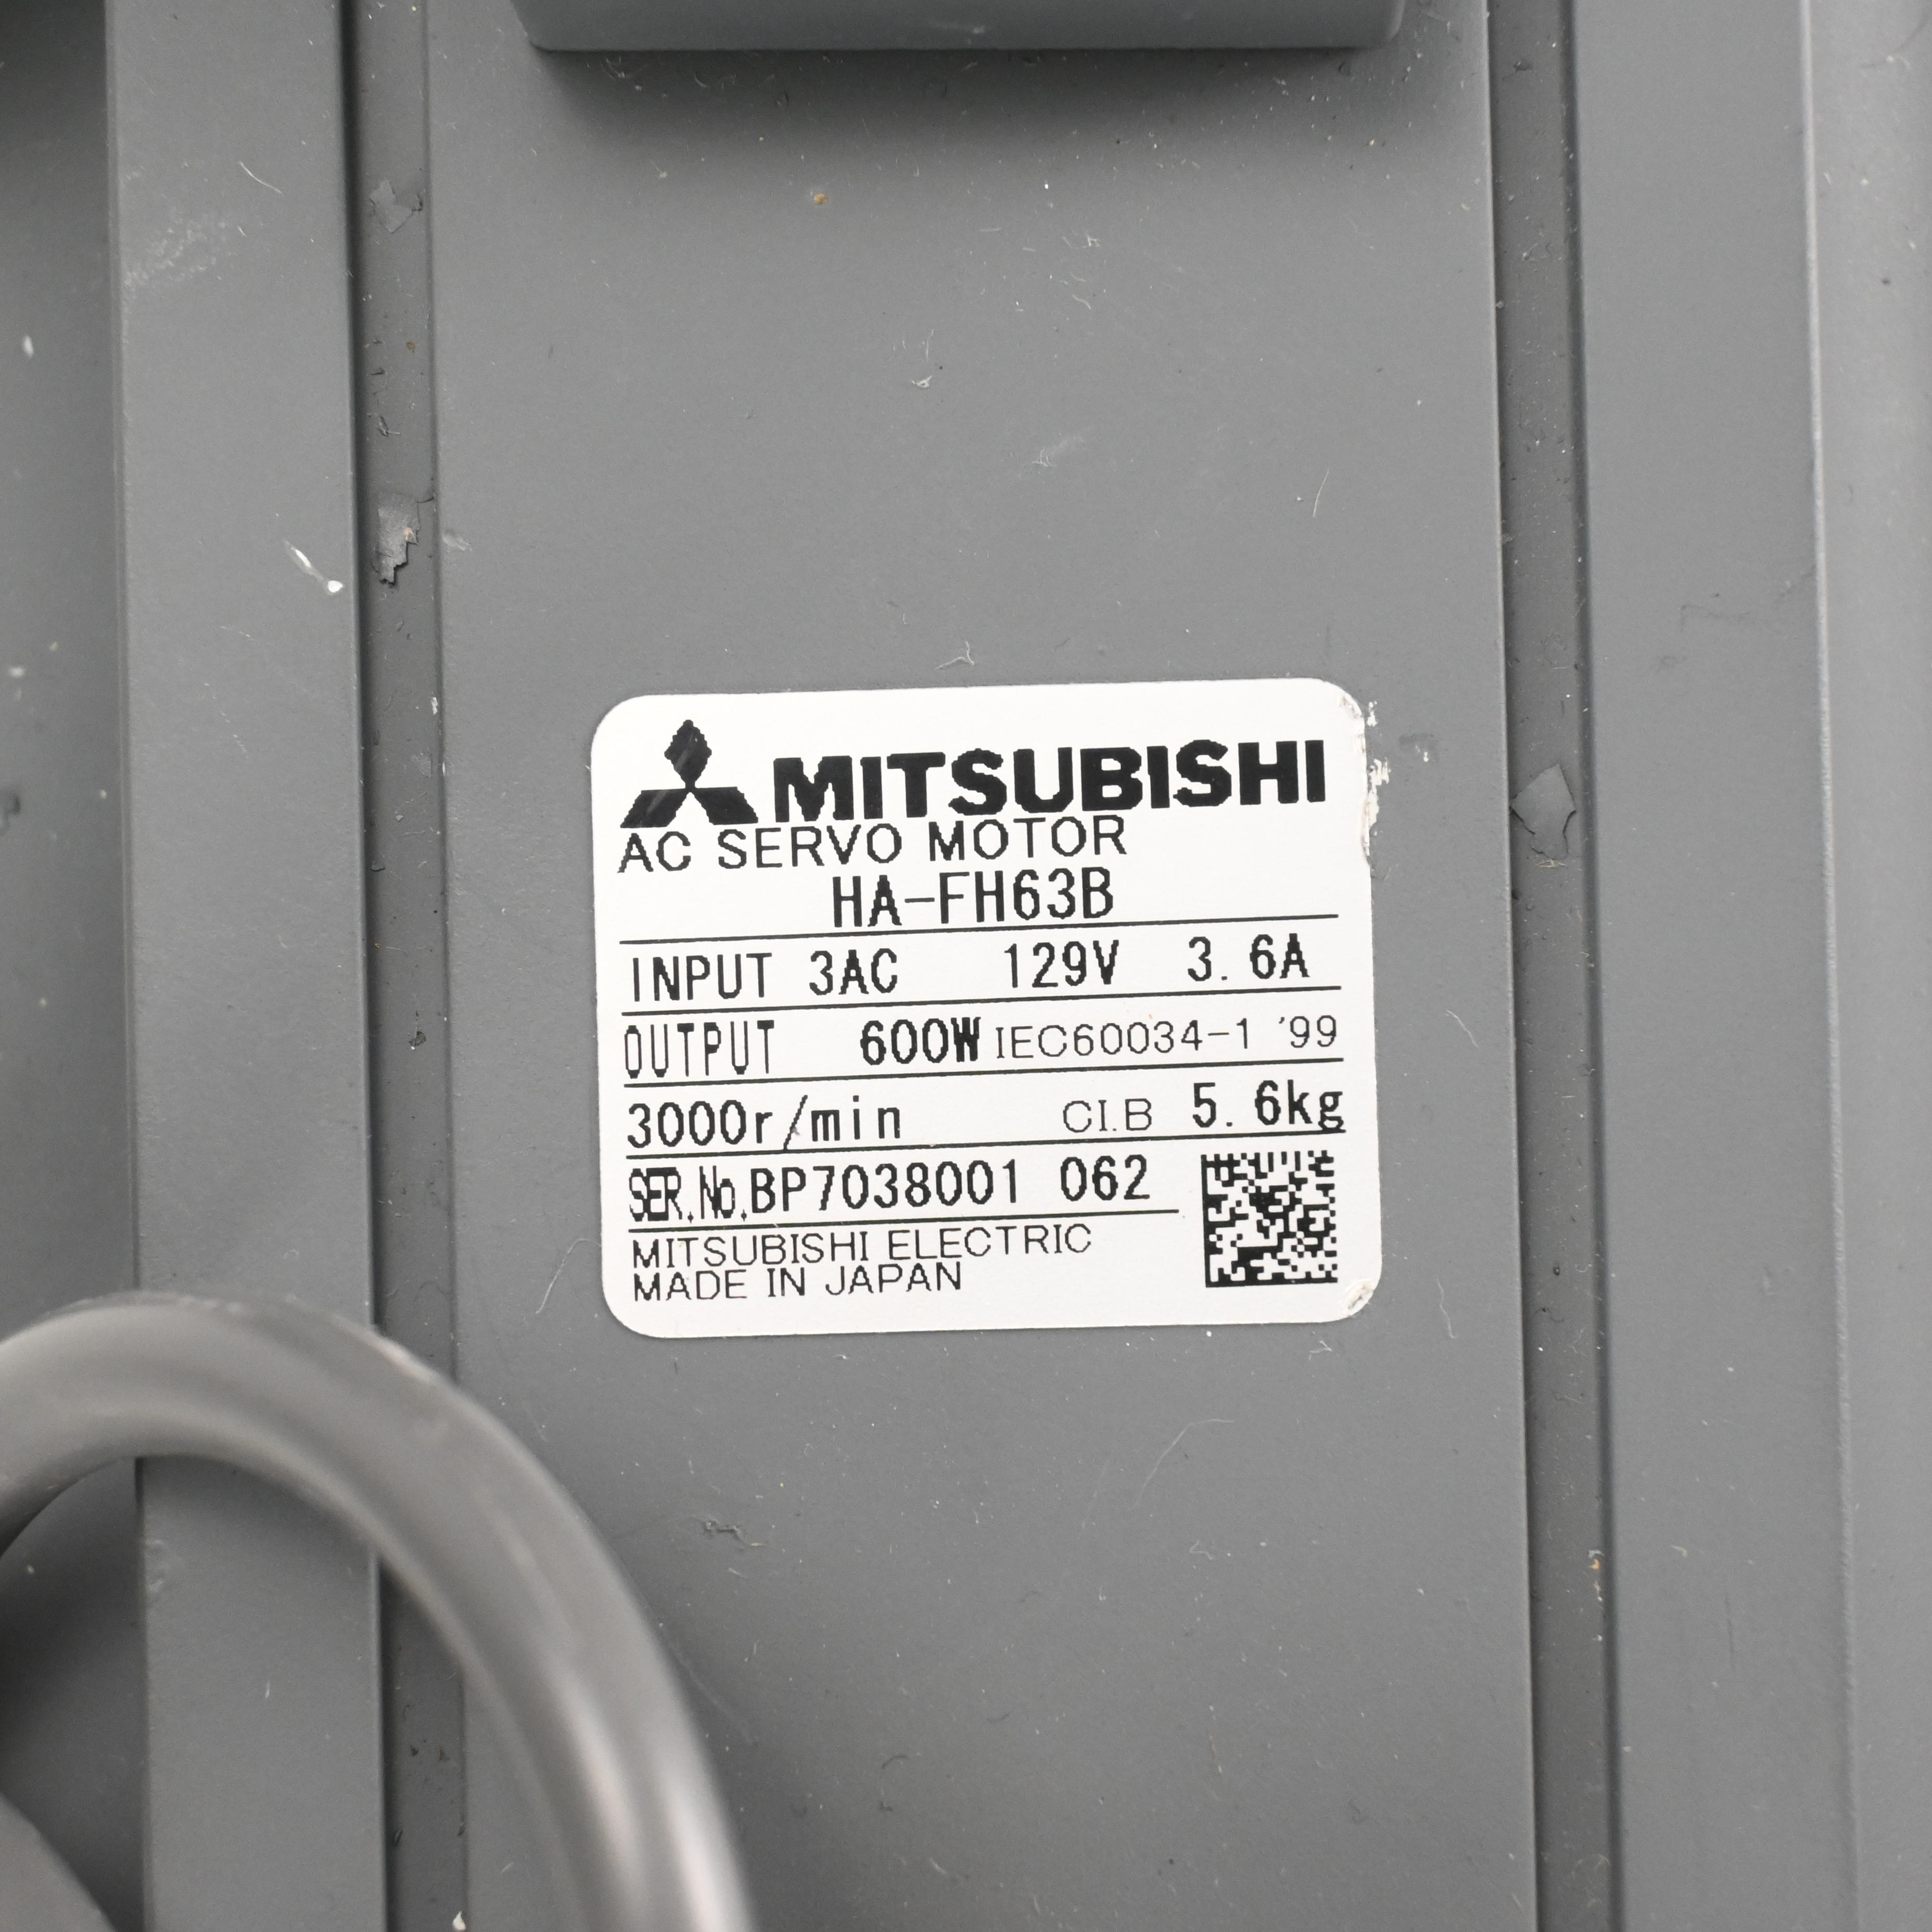 MITSUBISHI
AC SERVO MOTOR
HA-FH63B
INPUT 3AC 129V 3.6A
OUTPUT 600W IEC60034-1 '99
3000r/min CI.B 5.6kg
SER.No.BP7038001 062
MITSUBISHI ELECTRIC
MADE IN JAPAN